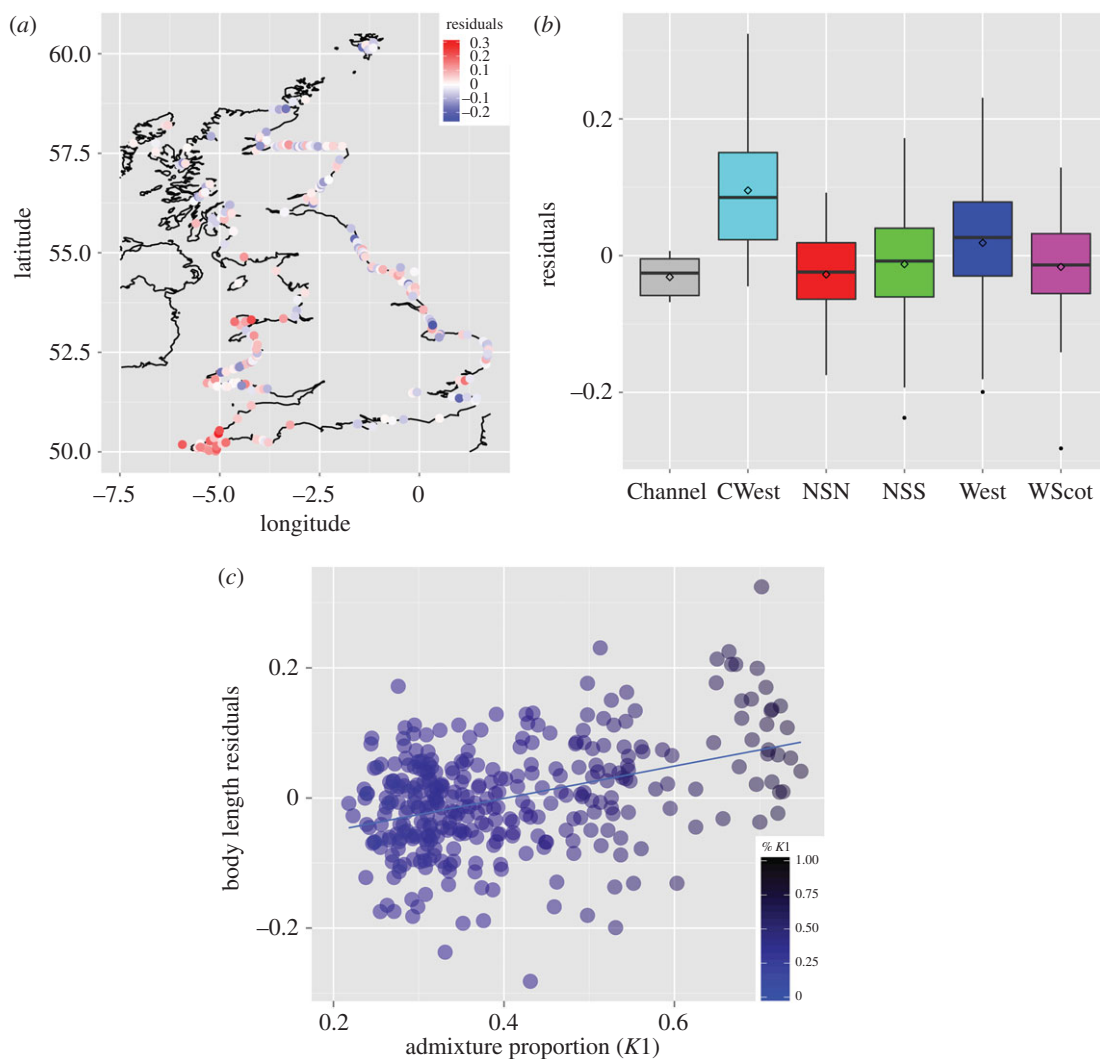 (a)
residuals
0.3
0.2
0.1
0
−0.1
−0.2
60.0
57.5
55.0
52.5
50.0
latitude
−7.5 −5.0 −2.5 0
longitude
(b)
0.2
0
−0.2
residuals
Channel CWest NSN NSS West WScot
(c)
0.2
0
−0.2
body length residuals
% K1
1.00
0.75
0.50
0.25
0
0.2 0.4 0.6
admixture proportion (K1)